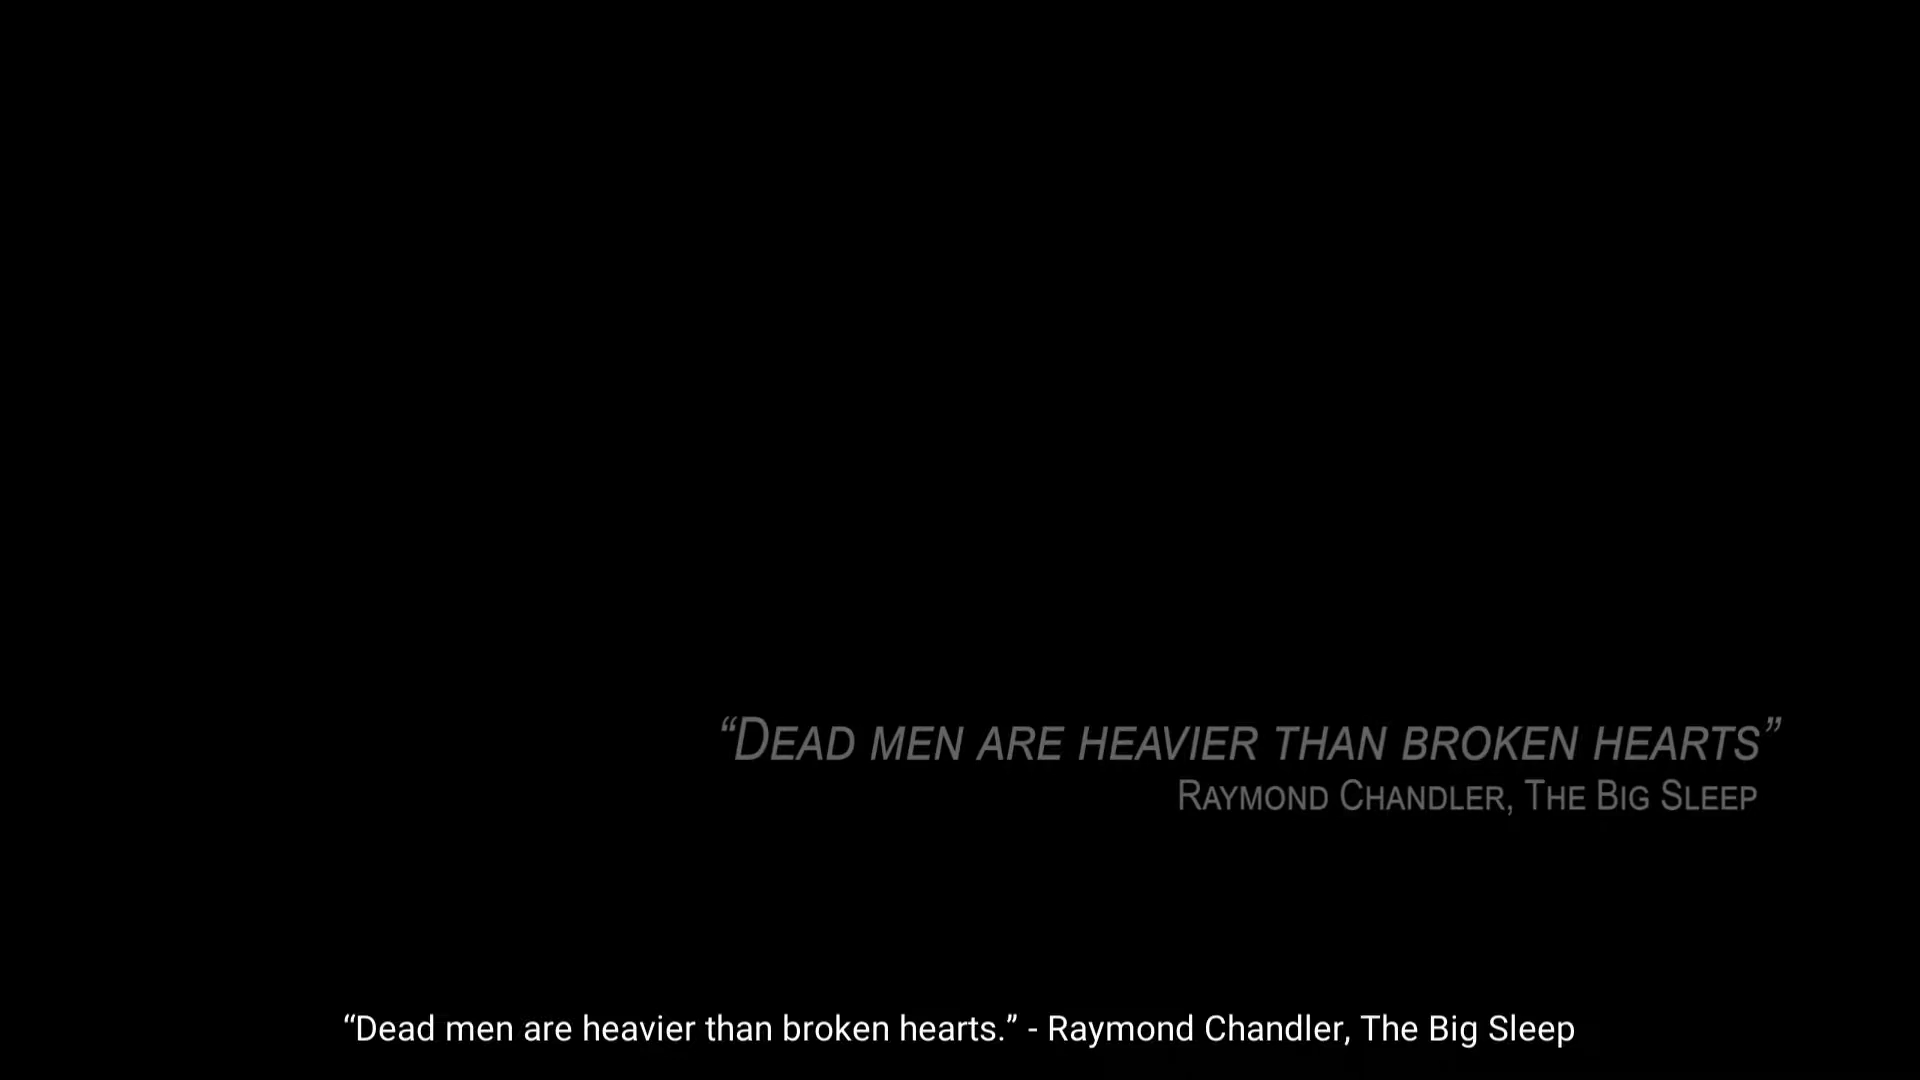 “Dead men are heavier than broken hearts”
Raymond Chandler, The Big Sleep
“Dead men are heavier than broken hearts.” - Raymond Chandler, The Big Sleep